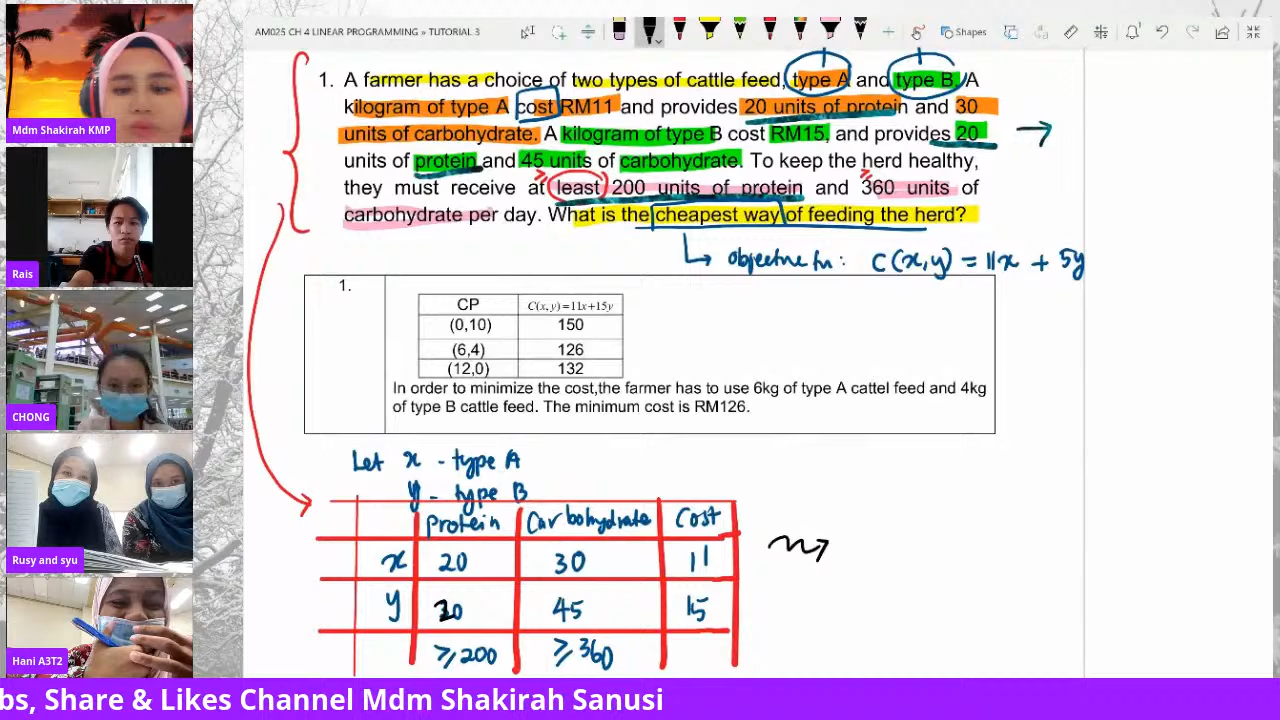 AM025 CH 4 LINEAR PROGRAMMING » TUTORIAL 3
Shapes
1. A farmer has a choice of two types of cattle feed, type A and type B. A
kilogram of type A cost RM11 and provides 20 units of protein and 30
units of carbohydrate. A kilogram of type B cost RM15, and provides 20
units of protein and 45 units of carbohydrate. To keep the herd healthy,
they must receive at least 200 units of protein and 360 units of
carbohydrate per day. What is the cheapest way of feeding the herd?
objective fn: C(x,y) = 11x + 5y
1.
CP C(x, y)=11x+15y
(0,10) 150
(6,4) 126
(12,0) 132
In order to minimize the cost,the farmer has to use 6kg of type A cattel feed and 4kg
of type B cattle feed. The minimum cost is RM126.
Let x - type A
y - type B
Protein Carbohydrate Cost
x 20 30 11
y 20 45 15
≥200 ≥360
Mdm Shakirah KMP
Rais
CHONG
Rusy and syu
Hani A3T2
bs, Share & Likes Channel Mdm Shakirah Sanusi